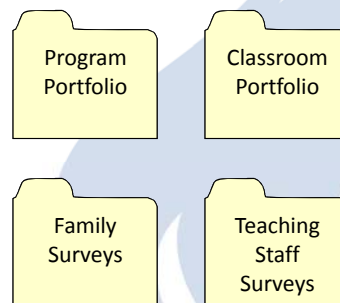 Program
Portfolio
Classroom
Portfolio
Family
Surveys
Teaching
Staff
Surveys